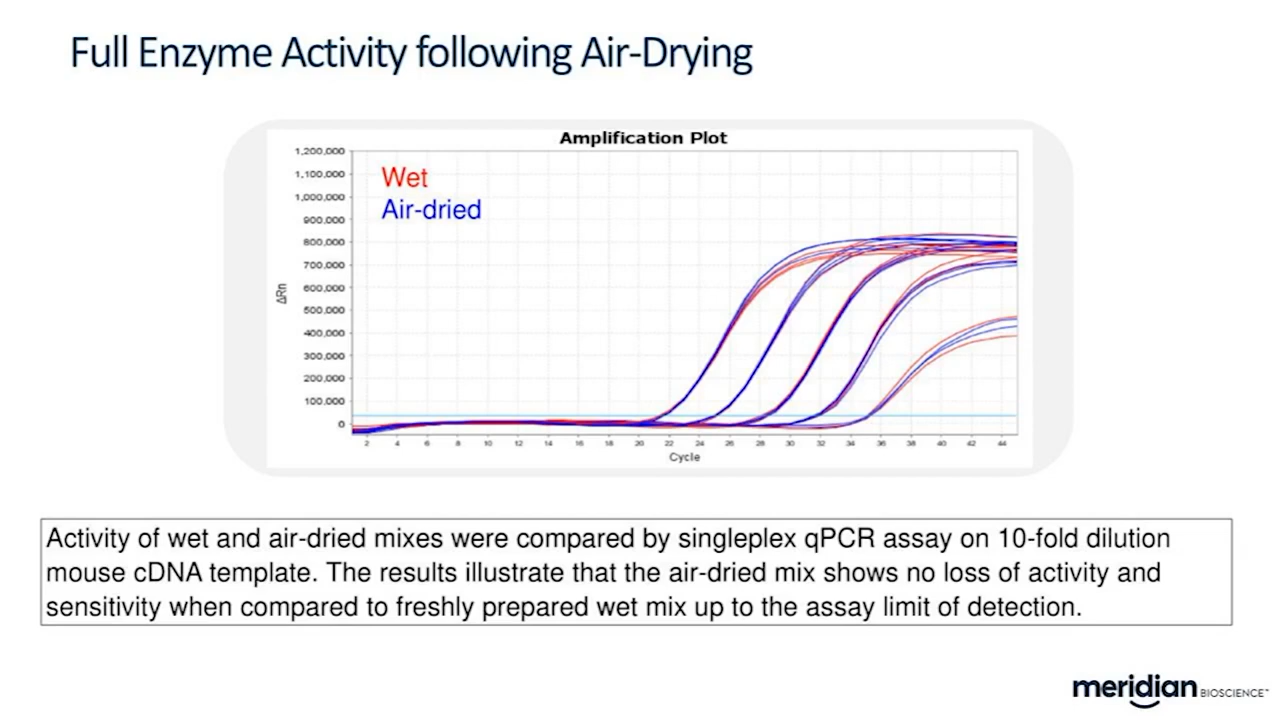 Full Enzyme Activity following Air-Drying
Amplification Plot
Wet
Air-dried
1,200,000
1,100,000
1,000,000
900,000
800,000
700,000
600,000
500,000
400,000
300,000
200,000
100,000
0
ΔRn
2 4 6 8 10 12 14 16 18 20 22 24 26 28 30 32 34 36 38 40 42 44
Cycle
Activity of wet and air-dried mixes were compared by singleplex qPCR assay on 10-fold dilution
mouse cDNA template. The results illustrate that the air-dried mix shows no loss of activity and
sensitivity when compared to freshly prepared wet mix up to the assay limit of detection.
meridian BIOSCIENCE™